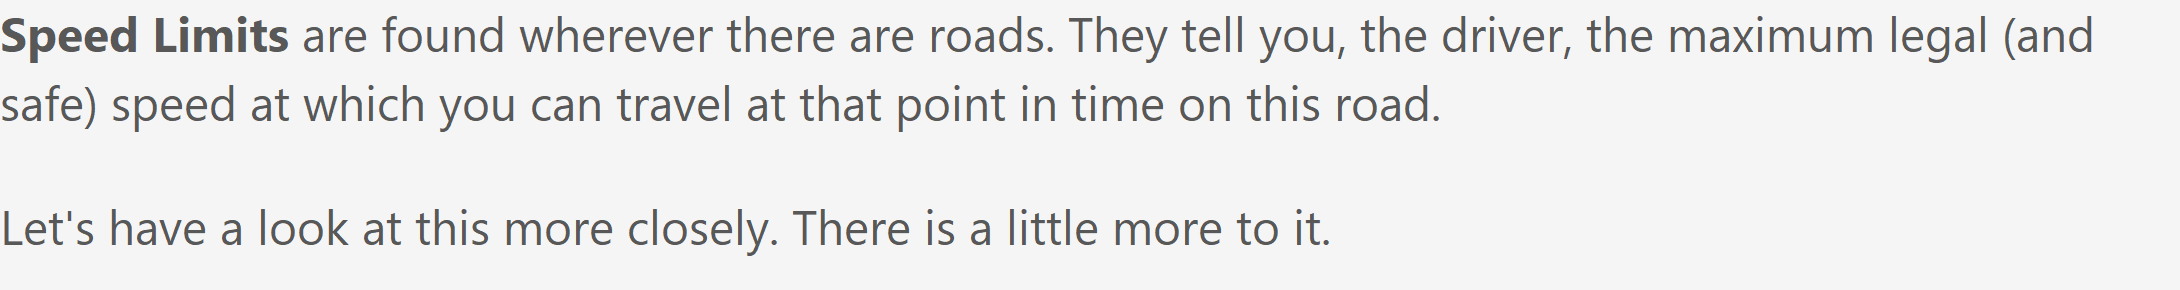 Speed Limits are found wherever there are roads. They tell you, the driver, the maximum legal (and
safe) speed at which you can travel at that point in time on this road.
Let's have a look at this more closely. There is a little more to it.